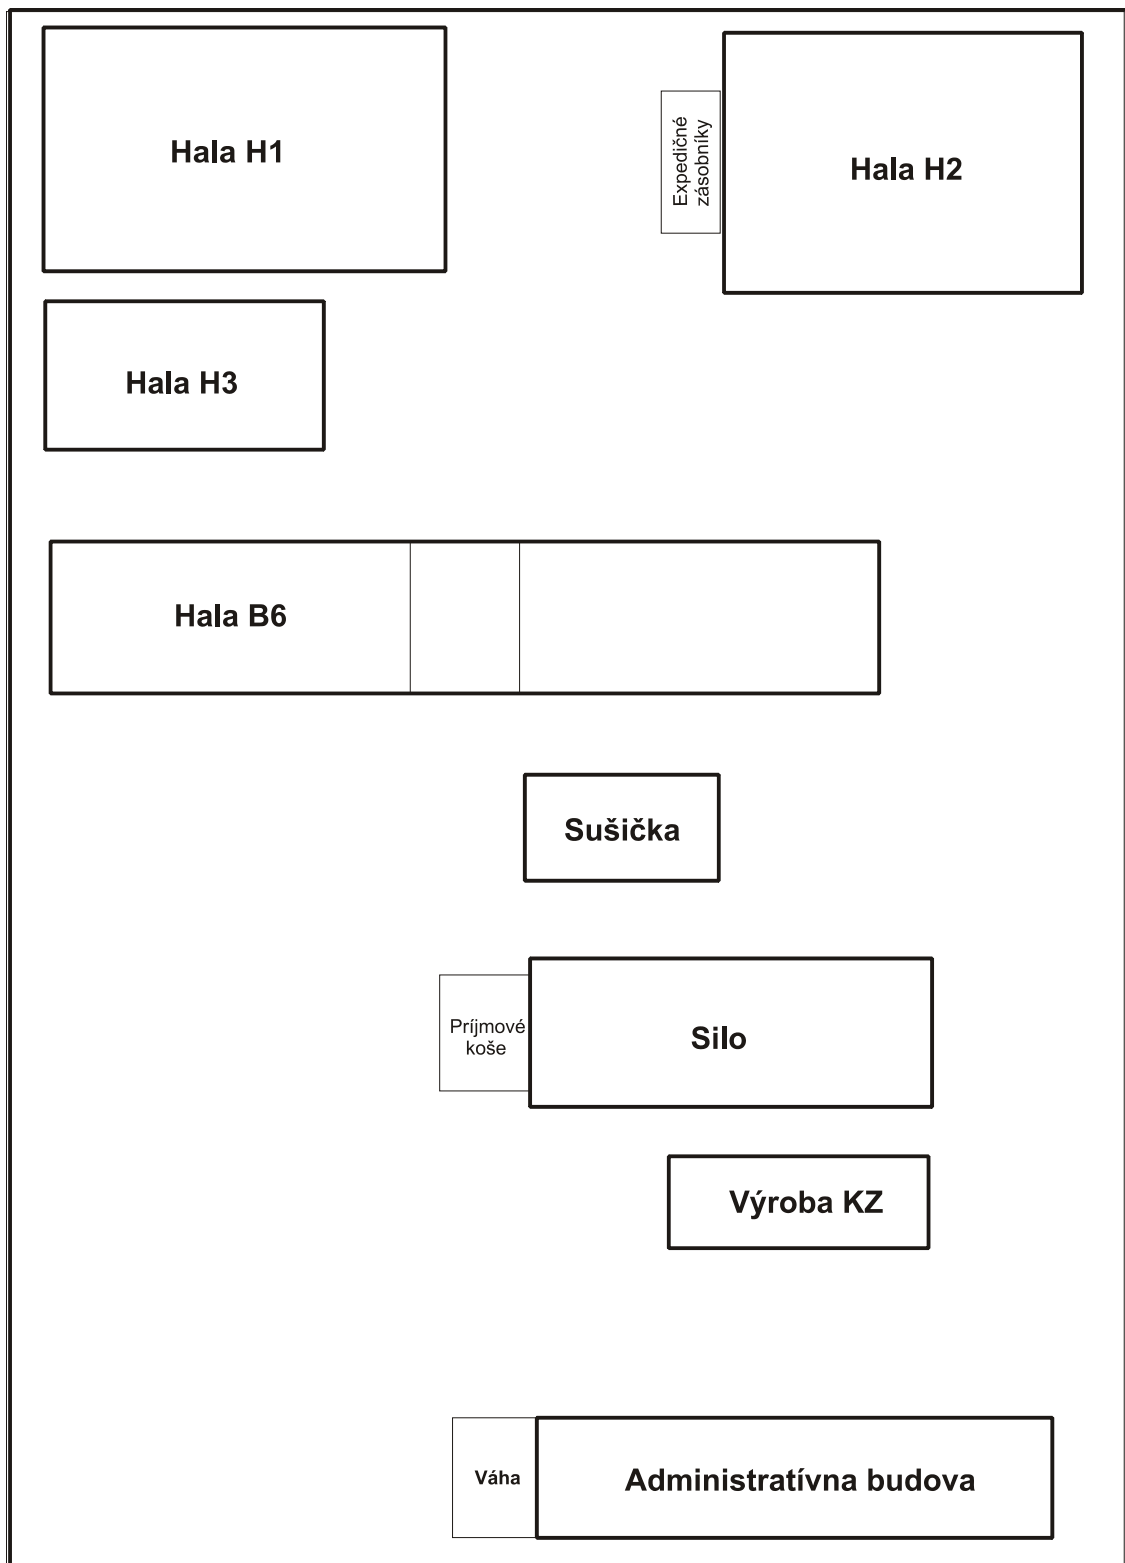 Hala H1
Expedičné
zásobníky
Hala H2
Hala H3
Hala B6
Sušička
Príjmové
koše
Silo
Výroba KZ
Váha
Administratívna budova